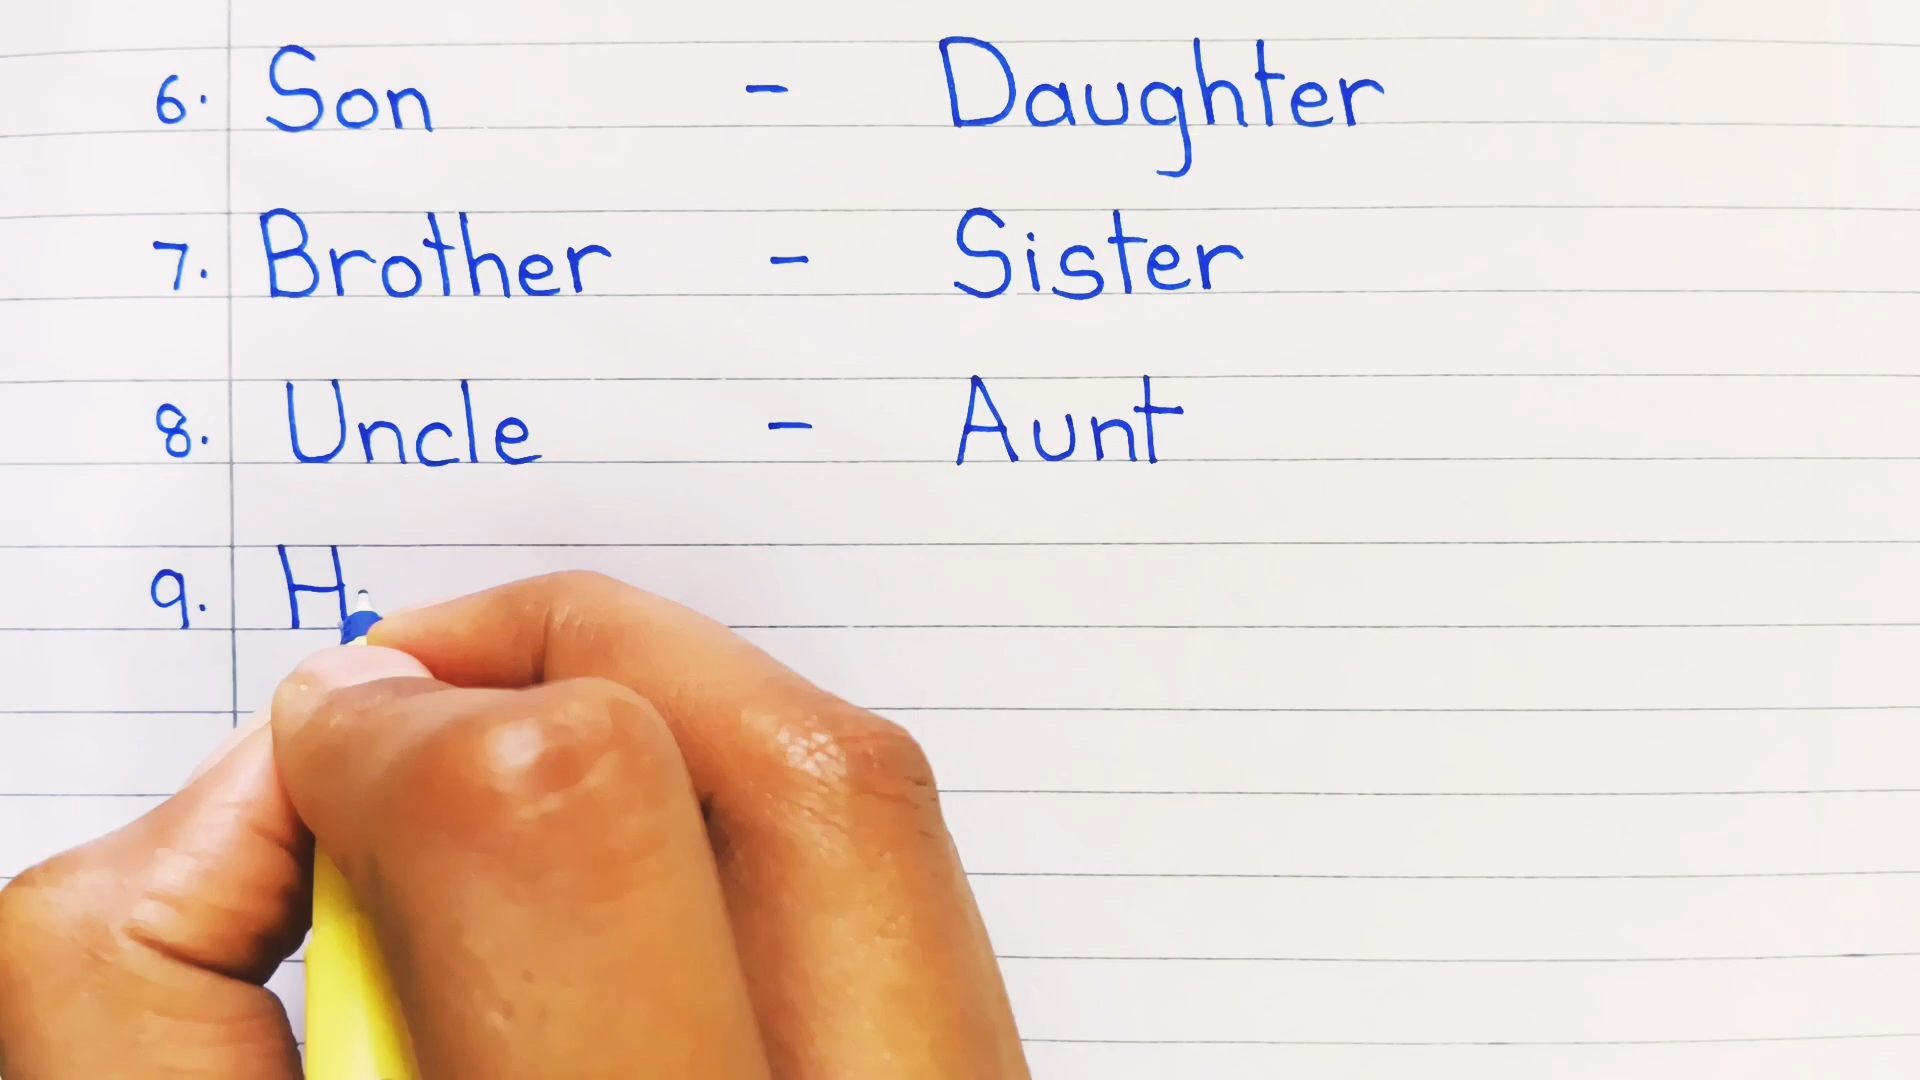 6. Son - Daughter
7. Brother - Sister
8. Uncle - Aunt
9. H